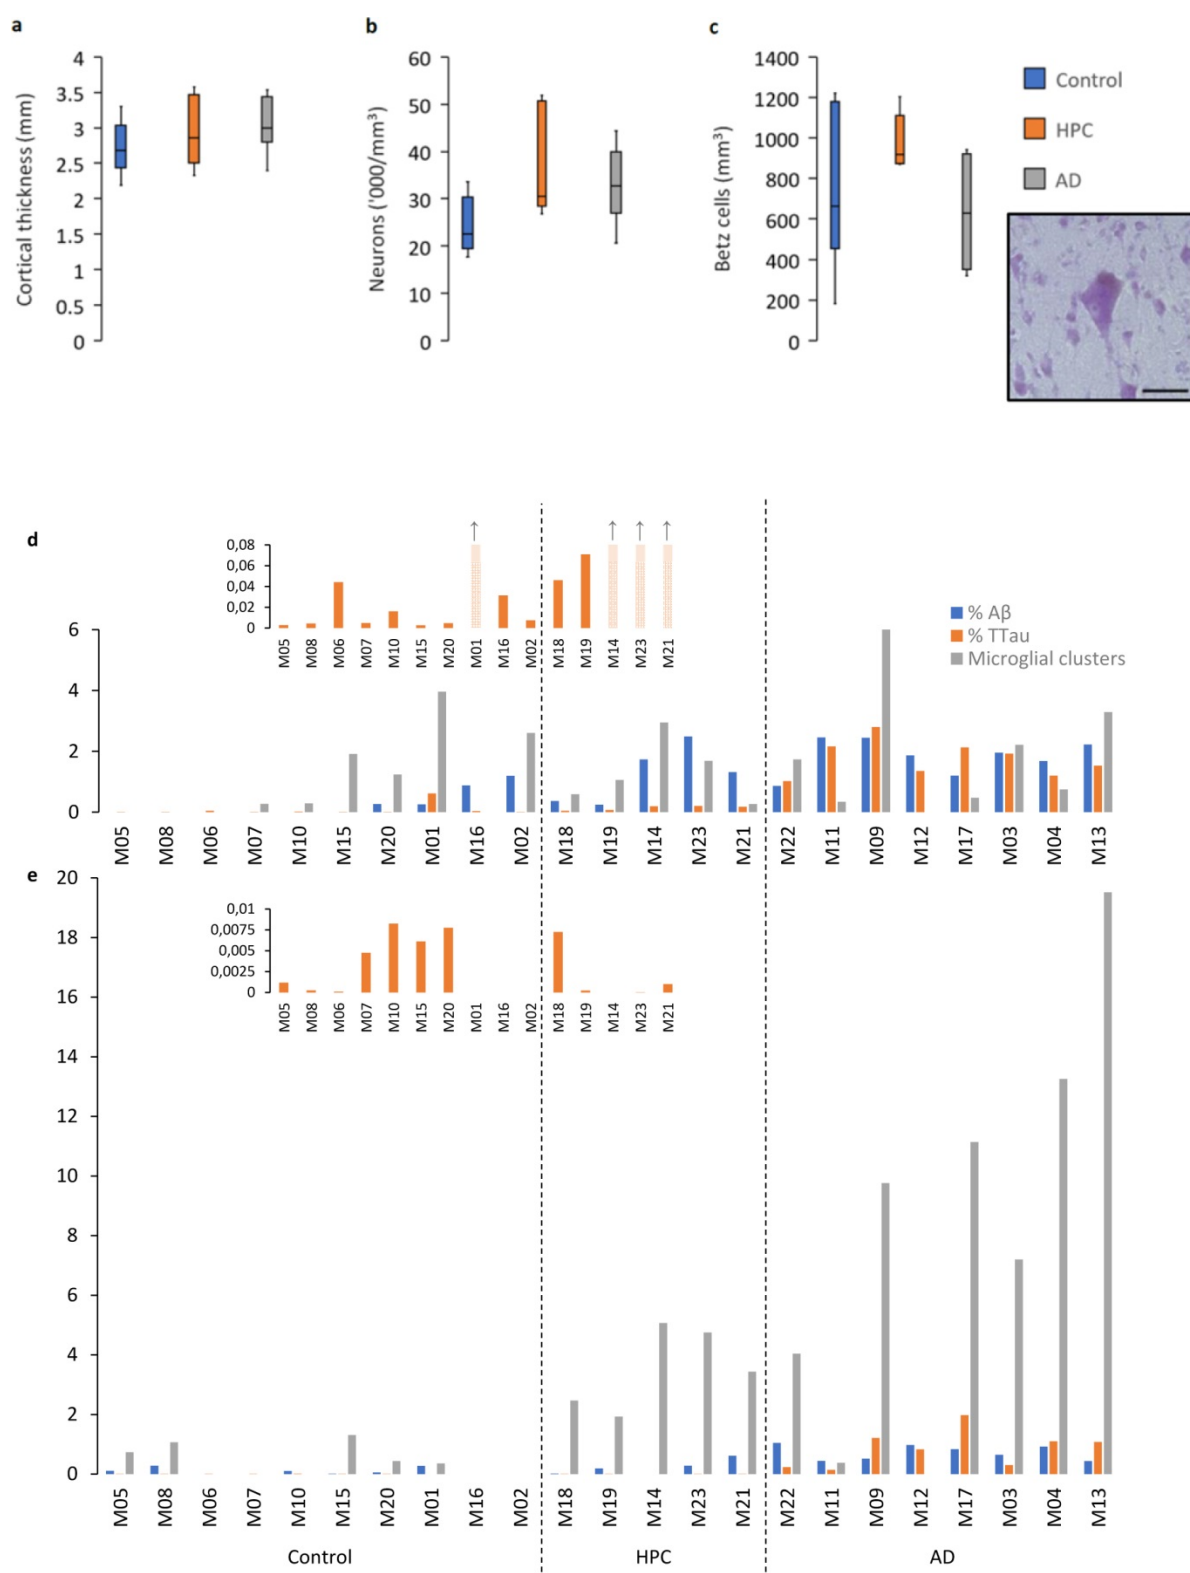 a
4
3.5
3
2.5
2
1.5
1
0.5
0
Cortical thickness (mm)
b
60
50
40
30
20
10
0
Neurons ('000/mm³)
c
1400
1200
1000
800
600
400
200
0
Betz cells (mm³)
Control
HPC
AD
d
0,08
0,06
0,04
0,02
0
M05 M08 M06 M07 M10 M15 M20 M01 M16 M02 M18 M19 M14 M23 M21
% Aβ
% TTau
Microglial clusters
6
4
2
0
M05 M08 M06 M07 M10 M15 M20 M01 M16 M02 M18 M19 M14 M23 M21 M22 M11 M09 M12 M17 M03 M04 M13
e
20
18
16
14
12
10
8
6
4
2
0
0,01
0,0075
0,005
0,0025
0
M05 M08 M06 M07 M10 M15 M20 M01 M16 M02 M18 M19 M14 M23 M21
M05 M08 M06 M07 M10 M15 M20 M01 M16 M02 M18 M19 M14 M23 M21 M22 M11 M09 M12 M17 M03 M04 M13
Control HPC AD